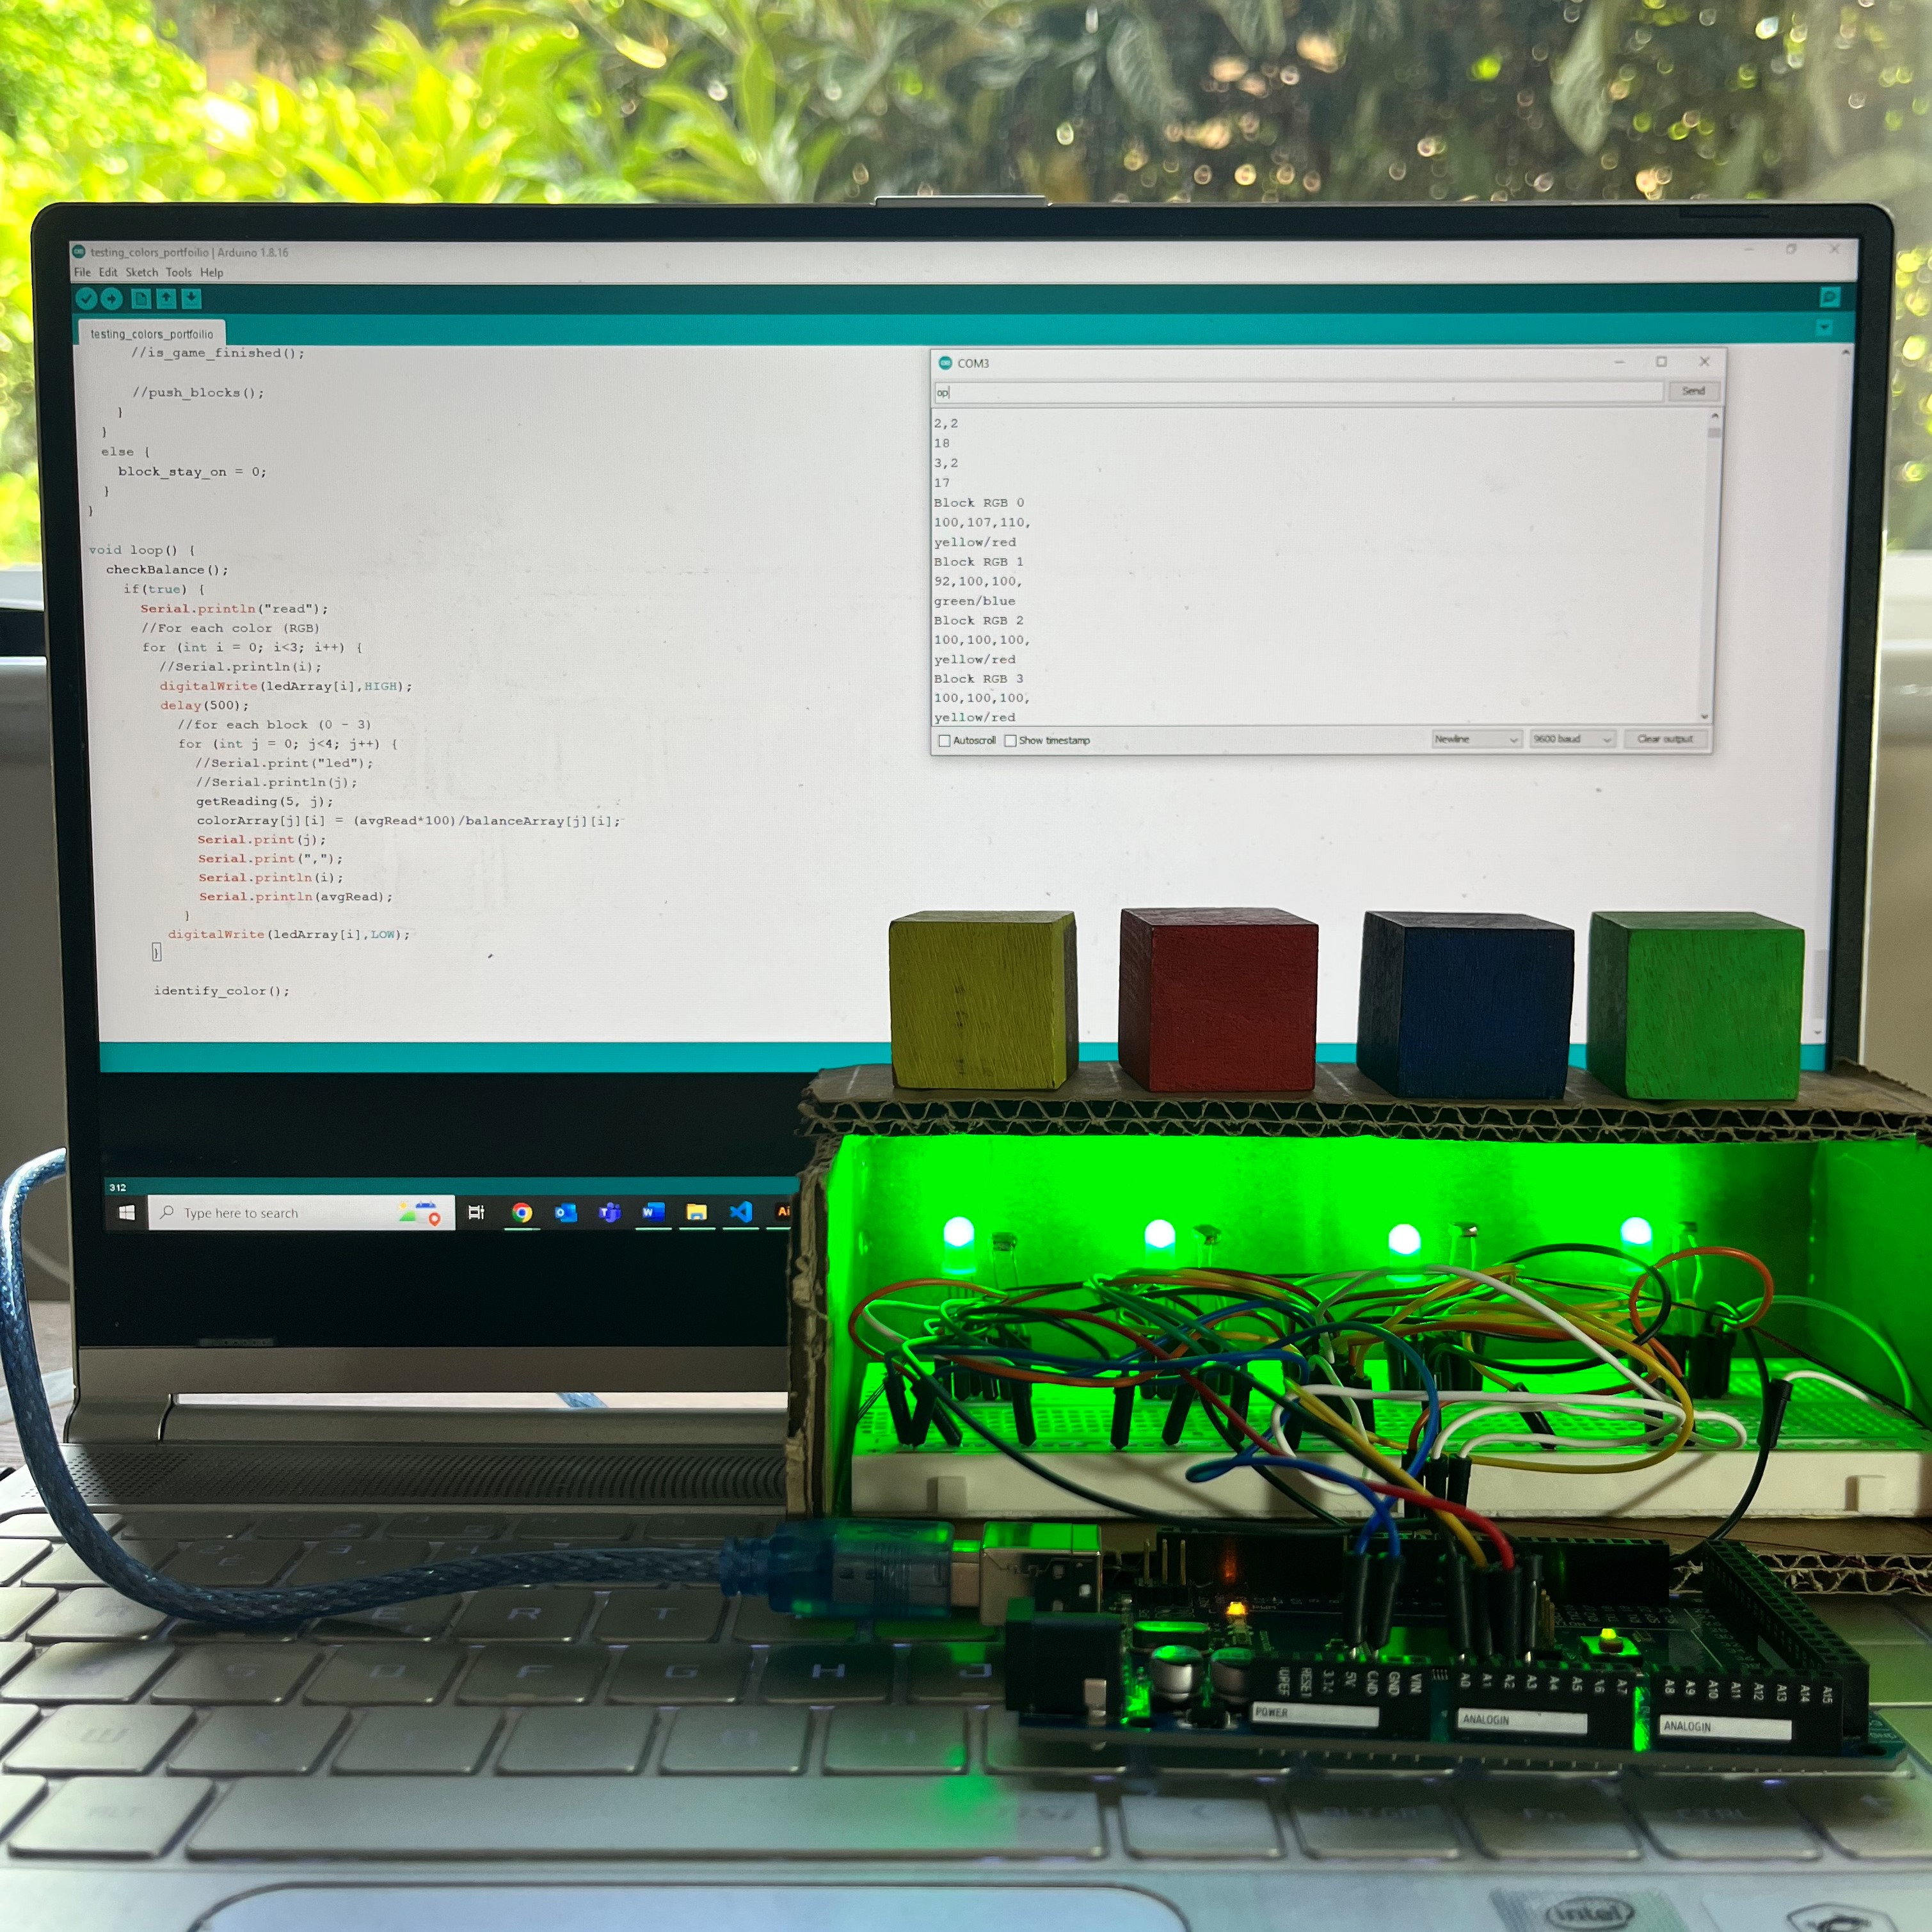 testing_colors_portfoilio | Arduino 1.8.16
File Edit Sketch Tools Help
testing_colors_portfoilio
//is_game_finished();
//push_blocks();
}
}
else {
block_stay_on = 0;
}
}
void loop() {
checkBalance();
if(true) {
Serial.println("read");
//For each color (RGB)
for (int i = 0; i<3; i++) {
//Serial.println(i);
digitalWrite(ledArray[i],HIGH);
delay(500);
//for each block (0 - 3)
for (int j = 0; j<4; j++) {
//Serial.print("led");
//Serial.println(j);
getReading(5, j);
colorArray[j][i] = (avgRead*100)/balanceArray[j][i];
Serial.print(j);
Serial.print(",");
Serial.println(i);
Serial.println(avgRead);
}
digitalWrite(ledArray[i],LOW);
}
identify_color();
COM3
op
Send
2,2
18
3,2
17
Block RGB 0
100,107,110,
yellow/red
Block RGB 1
92,100,100,
green/blue
Block RGB 2
100,100,100,
yellow/red
Block RGB 3
100,100,100,
yellow/red
Autoscroll Show timestamp
Newline
9600 baud
Clear output
312
Type here to search
Ai
E R T
D F G H J
RESET 3.3V 5V GND GND VIN
A0 A1 A2 A3 A4 A5 A6 A7
A8 A9 A10 A11 A12 A13 A14 A15
POWER
ANALOG IN
ANALOG IN
ALT GR Fn CTRL
intel